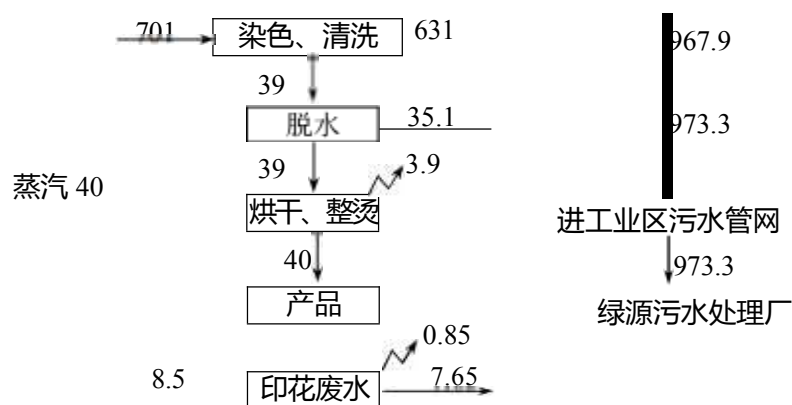 701
染色、清洗
631
967.9
39
脱水
35.1
973.3
39
3.9
蒸汽 40
烘干、整烫
进工业区污水管网
40
973.3
产品
绿源污水处理厂
0.85
8.5
印花废水
7.65